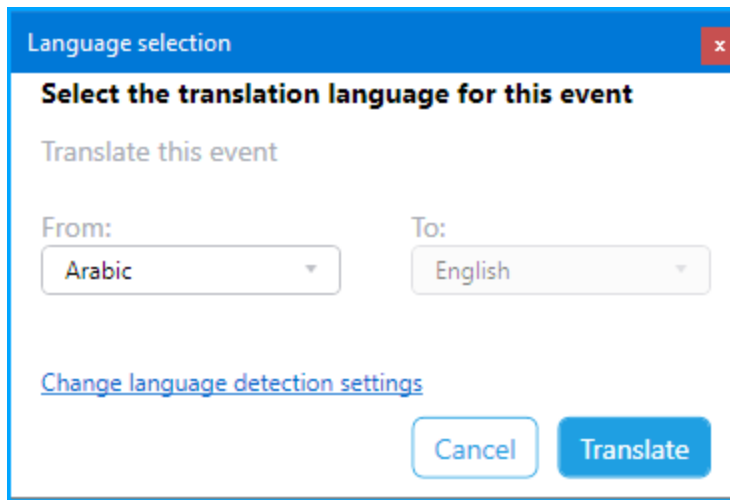 Language selection
x
Select the translation language for this event
Translate this event
From: To:
Arabic English
Change language detection settings
Cancel Translate